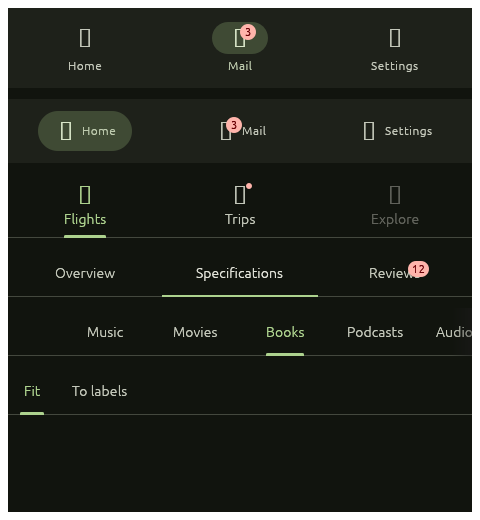 3
Home Mail Settings
Home 3 Mail Settings
Flights Trips Explore
Overview Specifications Reviews 12
Music Movies Books Podcasts Audio
Fit To labels